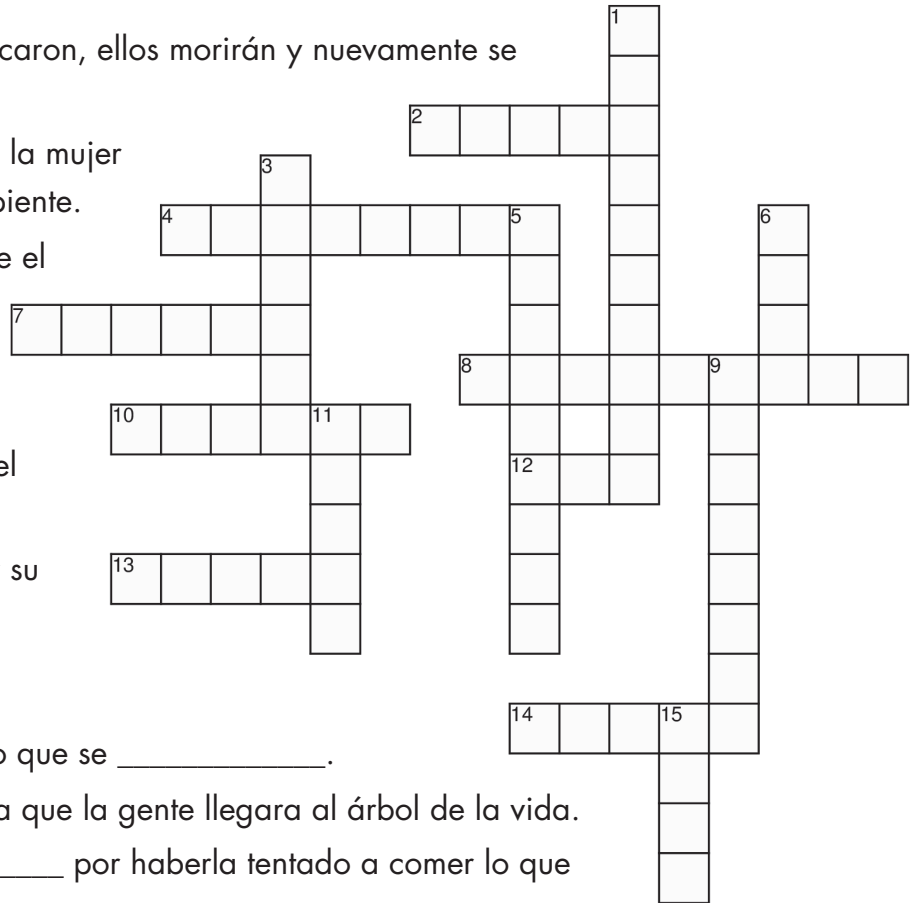 1
caron, ellos morirán y nuevamente se
2
la mujer
3
piente.
4 5 6
e el
7
8 9
10 11
el
12
su
13
14 15
o que se _____________.
a que la gente llegara al árbol de la vida.
____ por haberla tentado a comer lo que